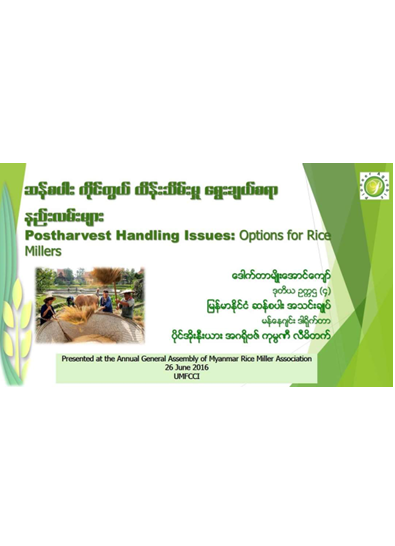 ဆန်စပါး ကိုင်တွယ် ထိန်းသိမ်းမှု ရွေးချယ်စရာ
နည်းလမ်းများ
Postharvest Handling Issues: Options for Rice
Millers
ဒေါက်တာမျိုးအောင်ကျော်
ဒုတိယ ဥက္ကဌ (၄)
မြန်မာနိုင်ငံ ဆန်စပါး အသင်းချုပ်
မန်နေဂျင်း ဒါရိုက်တာ
ပိုင်အိုးနီးယား အဂရိုဗဇ် ကုမ္ပဏီ လီမိတက်
Presented at the Annual General Assembly of Myanmar Rice Miller Association
26 June 2016
UMFCCI